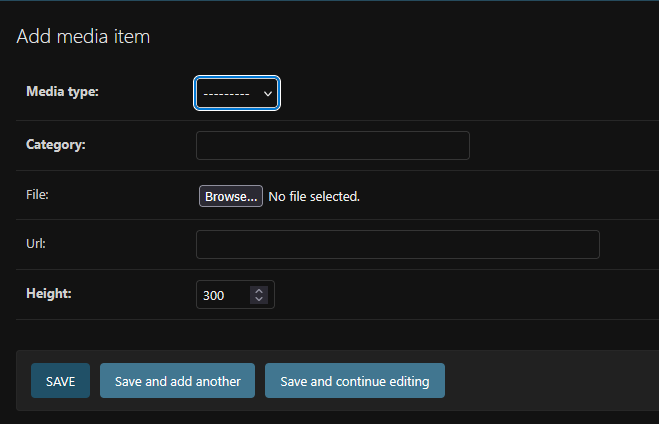 Add media item
Media type: ---------
Category:
File: Browse... No file selected.
Url:
Height: 300
SAVE Save and add another Save and continue editing